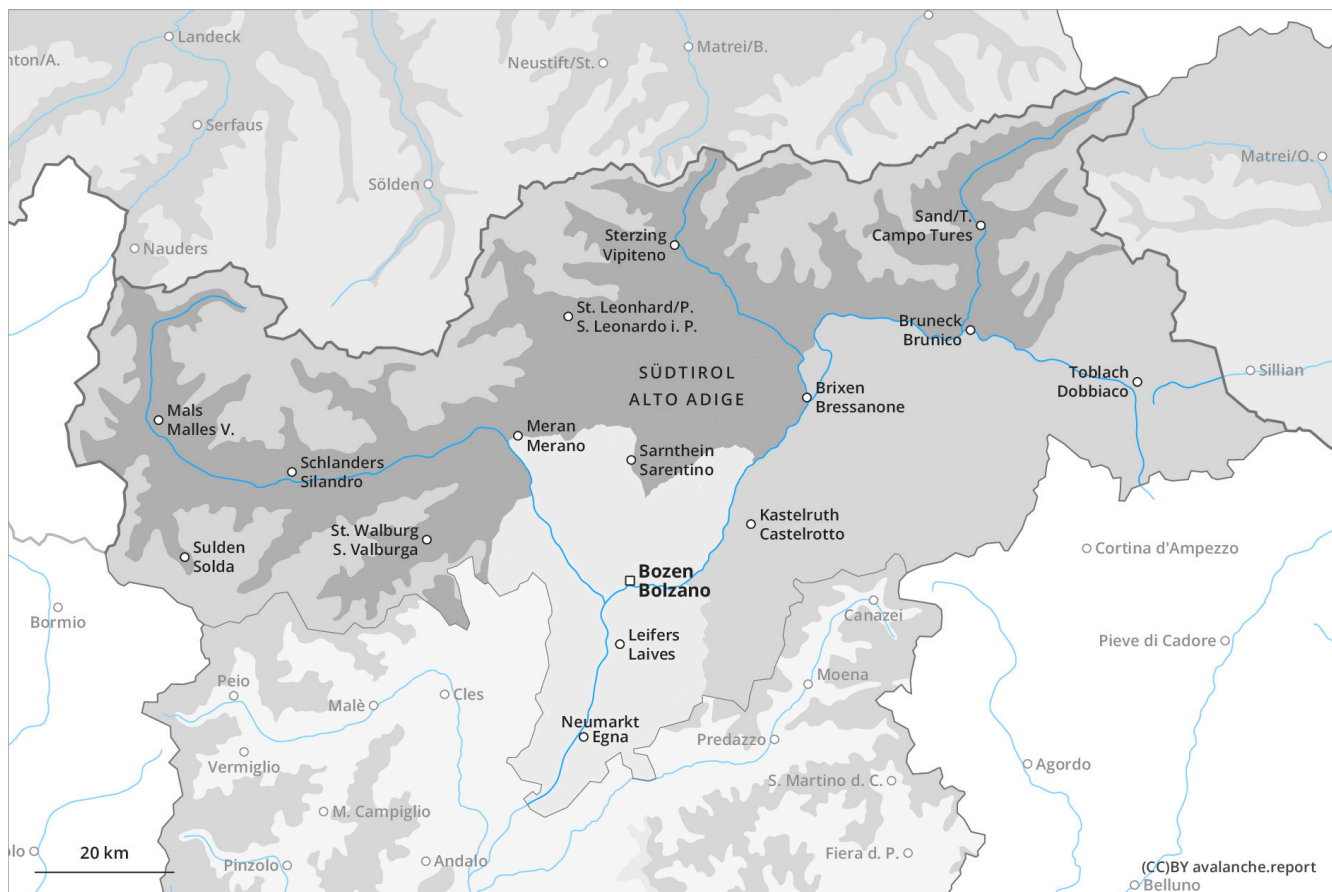 Landeck
nton/A.
Neustift/St.
Matrei/B.
Serfaus
Matrei/O.
Sölden
Sand/T.
Campo Tures
Sterzing
Vipiteno
Nauders
St. Leonhard/P.
S. Leonardo i. P.
Bruneck
Brunico
SÜDTIROL
ALTO ADIGE
Toblach
Dobbiaco
Sillian
Brixen
Bressanone
Mals
Malles V.
Meran
Merano
Sarnthein
Sarentino
Schlanders
Silandro
Kastelruth
Castelrotto
St. Walburg
S. Valburga
Sulden
Solda
Cortina d'Ampezzo
Bozen
Bolzano
Bormio
Canazei
Leifers
Laives
Pieve di Cadore
Peio
Malè
Cles
Moena
Neumarkt
Egna
Predazzo
Vermiglio
Agordo
S. Martino d. C.
M. Campiglio
olo
20 km
Pinzolo
Andalo
Fiera d. P.
(CC)BY avalanche.report
Belluno